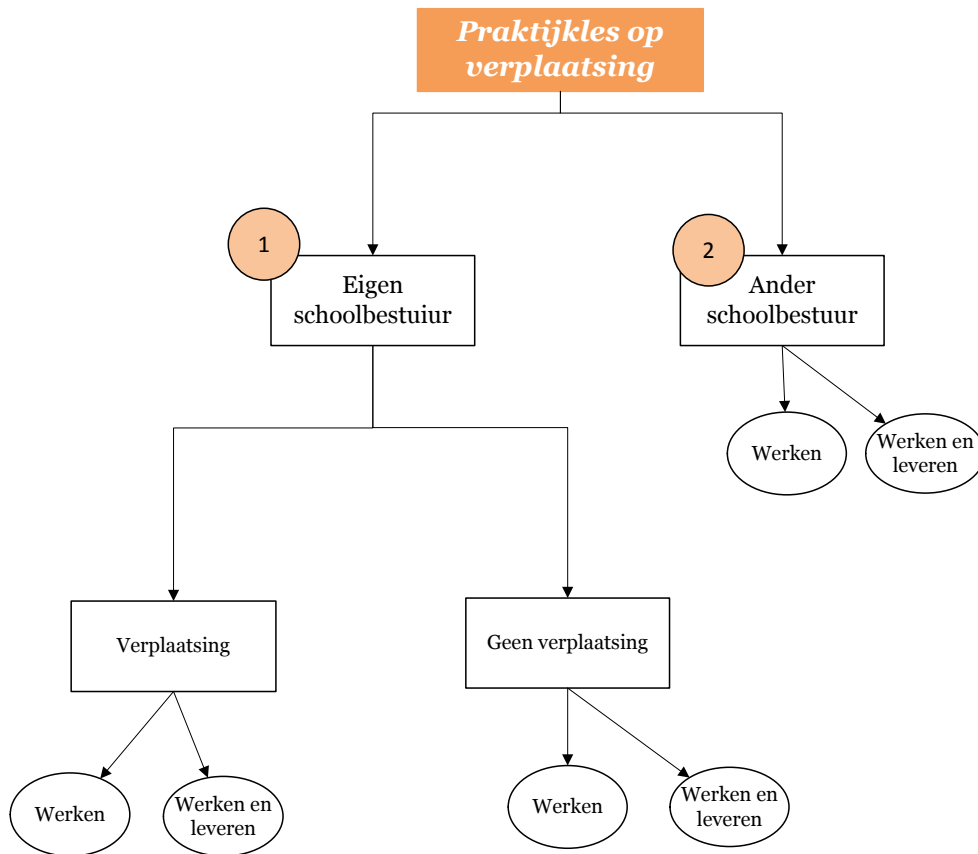 Praktijkles op
verplaatsing
1
Eigen
schoolbestuiur
2
Ander
schoolbestuur
Werken
Werken en
leveren
Verplaatsing
Geen verplaatsing
Werken
Werken en
leveren
Werken
Werken en
leveren